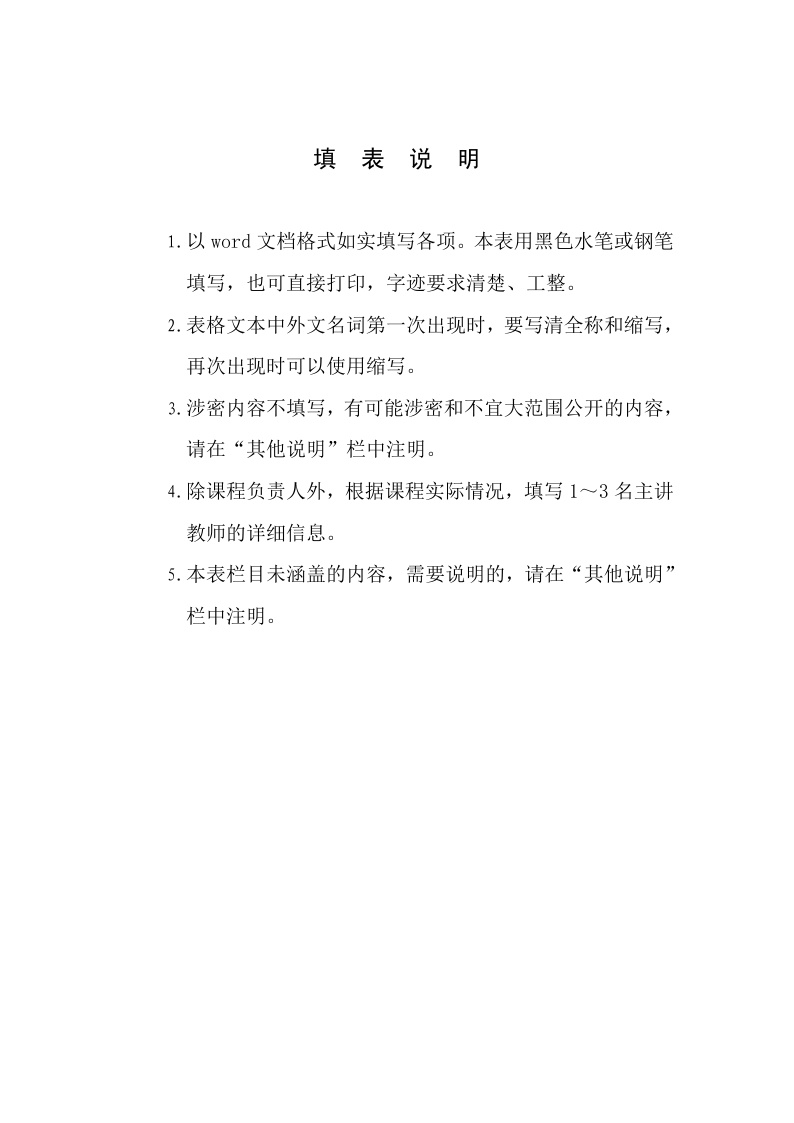 填 表 说 明
1. 以 word 文档格式如实填写各项。本表用黑色水笔或钢笔
填写，也可直接打印，字迹要求清楚、工整。
2. 表格文本中外文名词第一次出现时，要写清全称和缩写，
再次出现时可以使用缩写。
3. 涉密内容不填写，有可能涉密和不宜大范围公开的内容，
请在“其他说明”栏中注明。
4. 除课程负责人外，根据课程实际情况，填写 1～3 名主讲
教师的详细信息。
5. 本表栏目未涵盖的内容，需要说明的，请在“其他说明”
栏中注明。